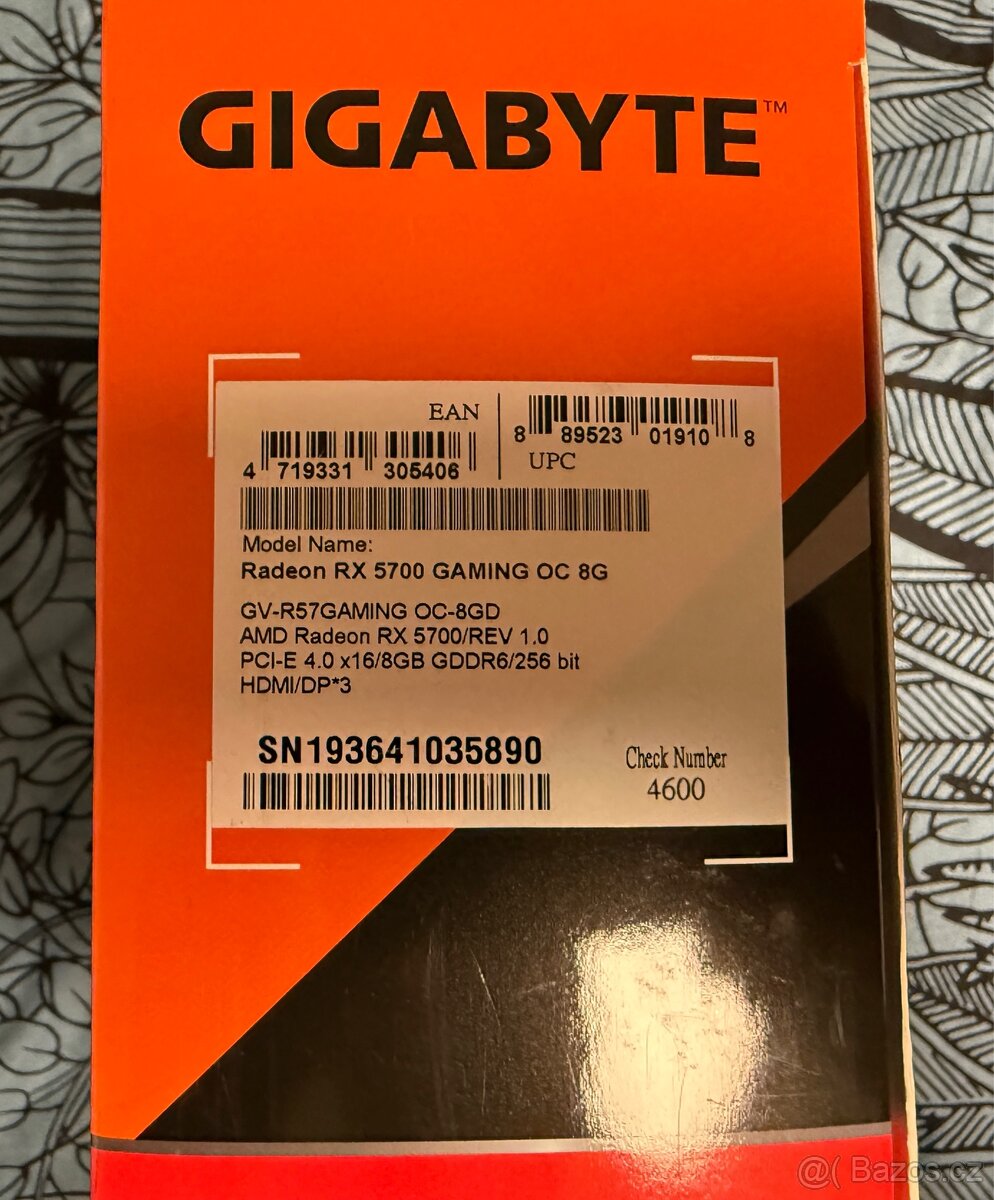 GIGABYTE™
EAN
4 719331 305406
8 89523 01910 8
UPC
Model Name:
Radeon RX 5700 GAMING OC 8G
GV-R57GAMING OC-8GD
AMD Radeon RX 5700/REV 1.0
PCI-E 4.0 x16/8GB GDDR6/256 bit
HDMI/DP*3
SN193641035890
Check Number
4600
@( Bazos.cz